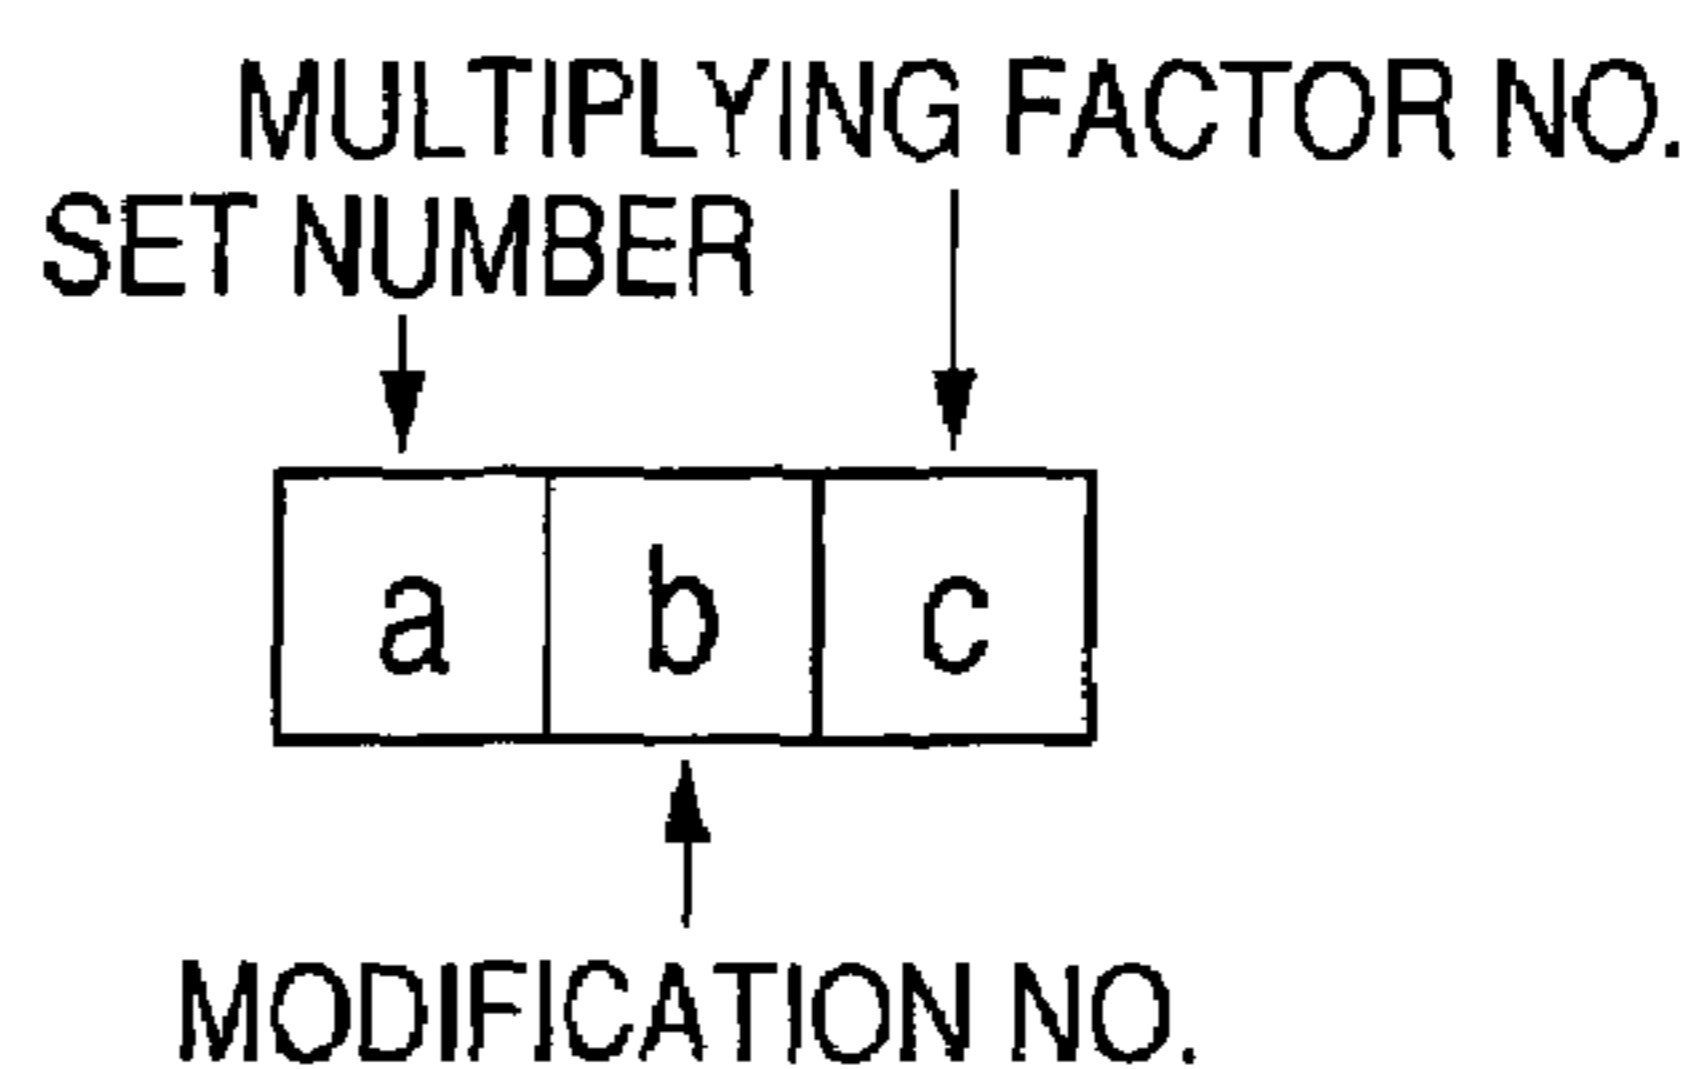 MULTIPLYING FACTOR NO.
SET NUMBER
a b c
MODIFICATION NO.